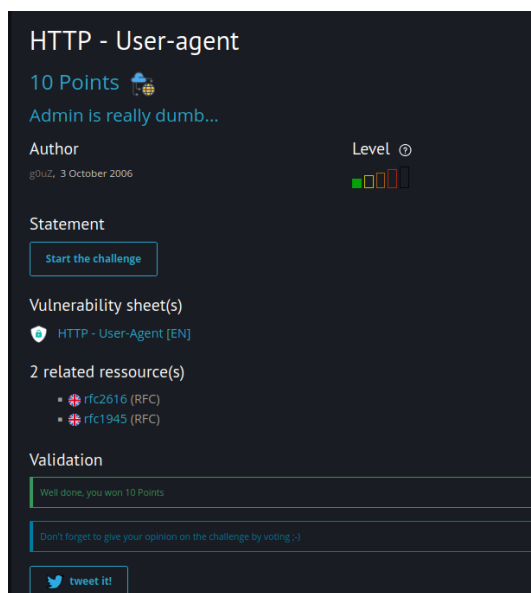 HTTP - User-agent
10 Points
Admin is really dumb...
Author
Level ?
g0uZ, 3 October 2006
Statement
Start the challenge
Vulnerability sheet(s)
HTTP - User-Agent [EN]
2 related ressource(s)
rfc2616 (RFC)
rfc1945 (RFC)
Validation
Well done, you won 10 Points
Don't forget to give your opinion on the challenge by voting ;-)
tweet it!